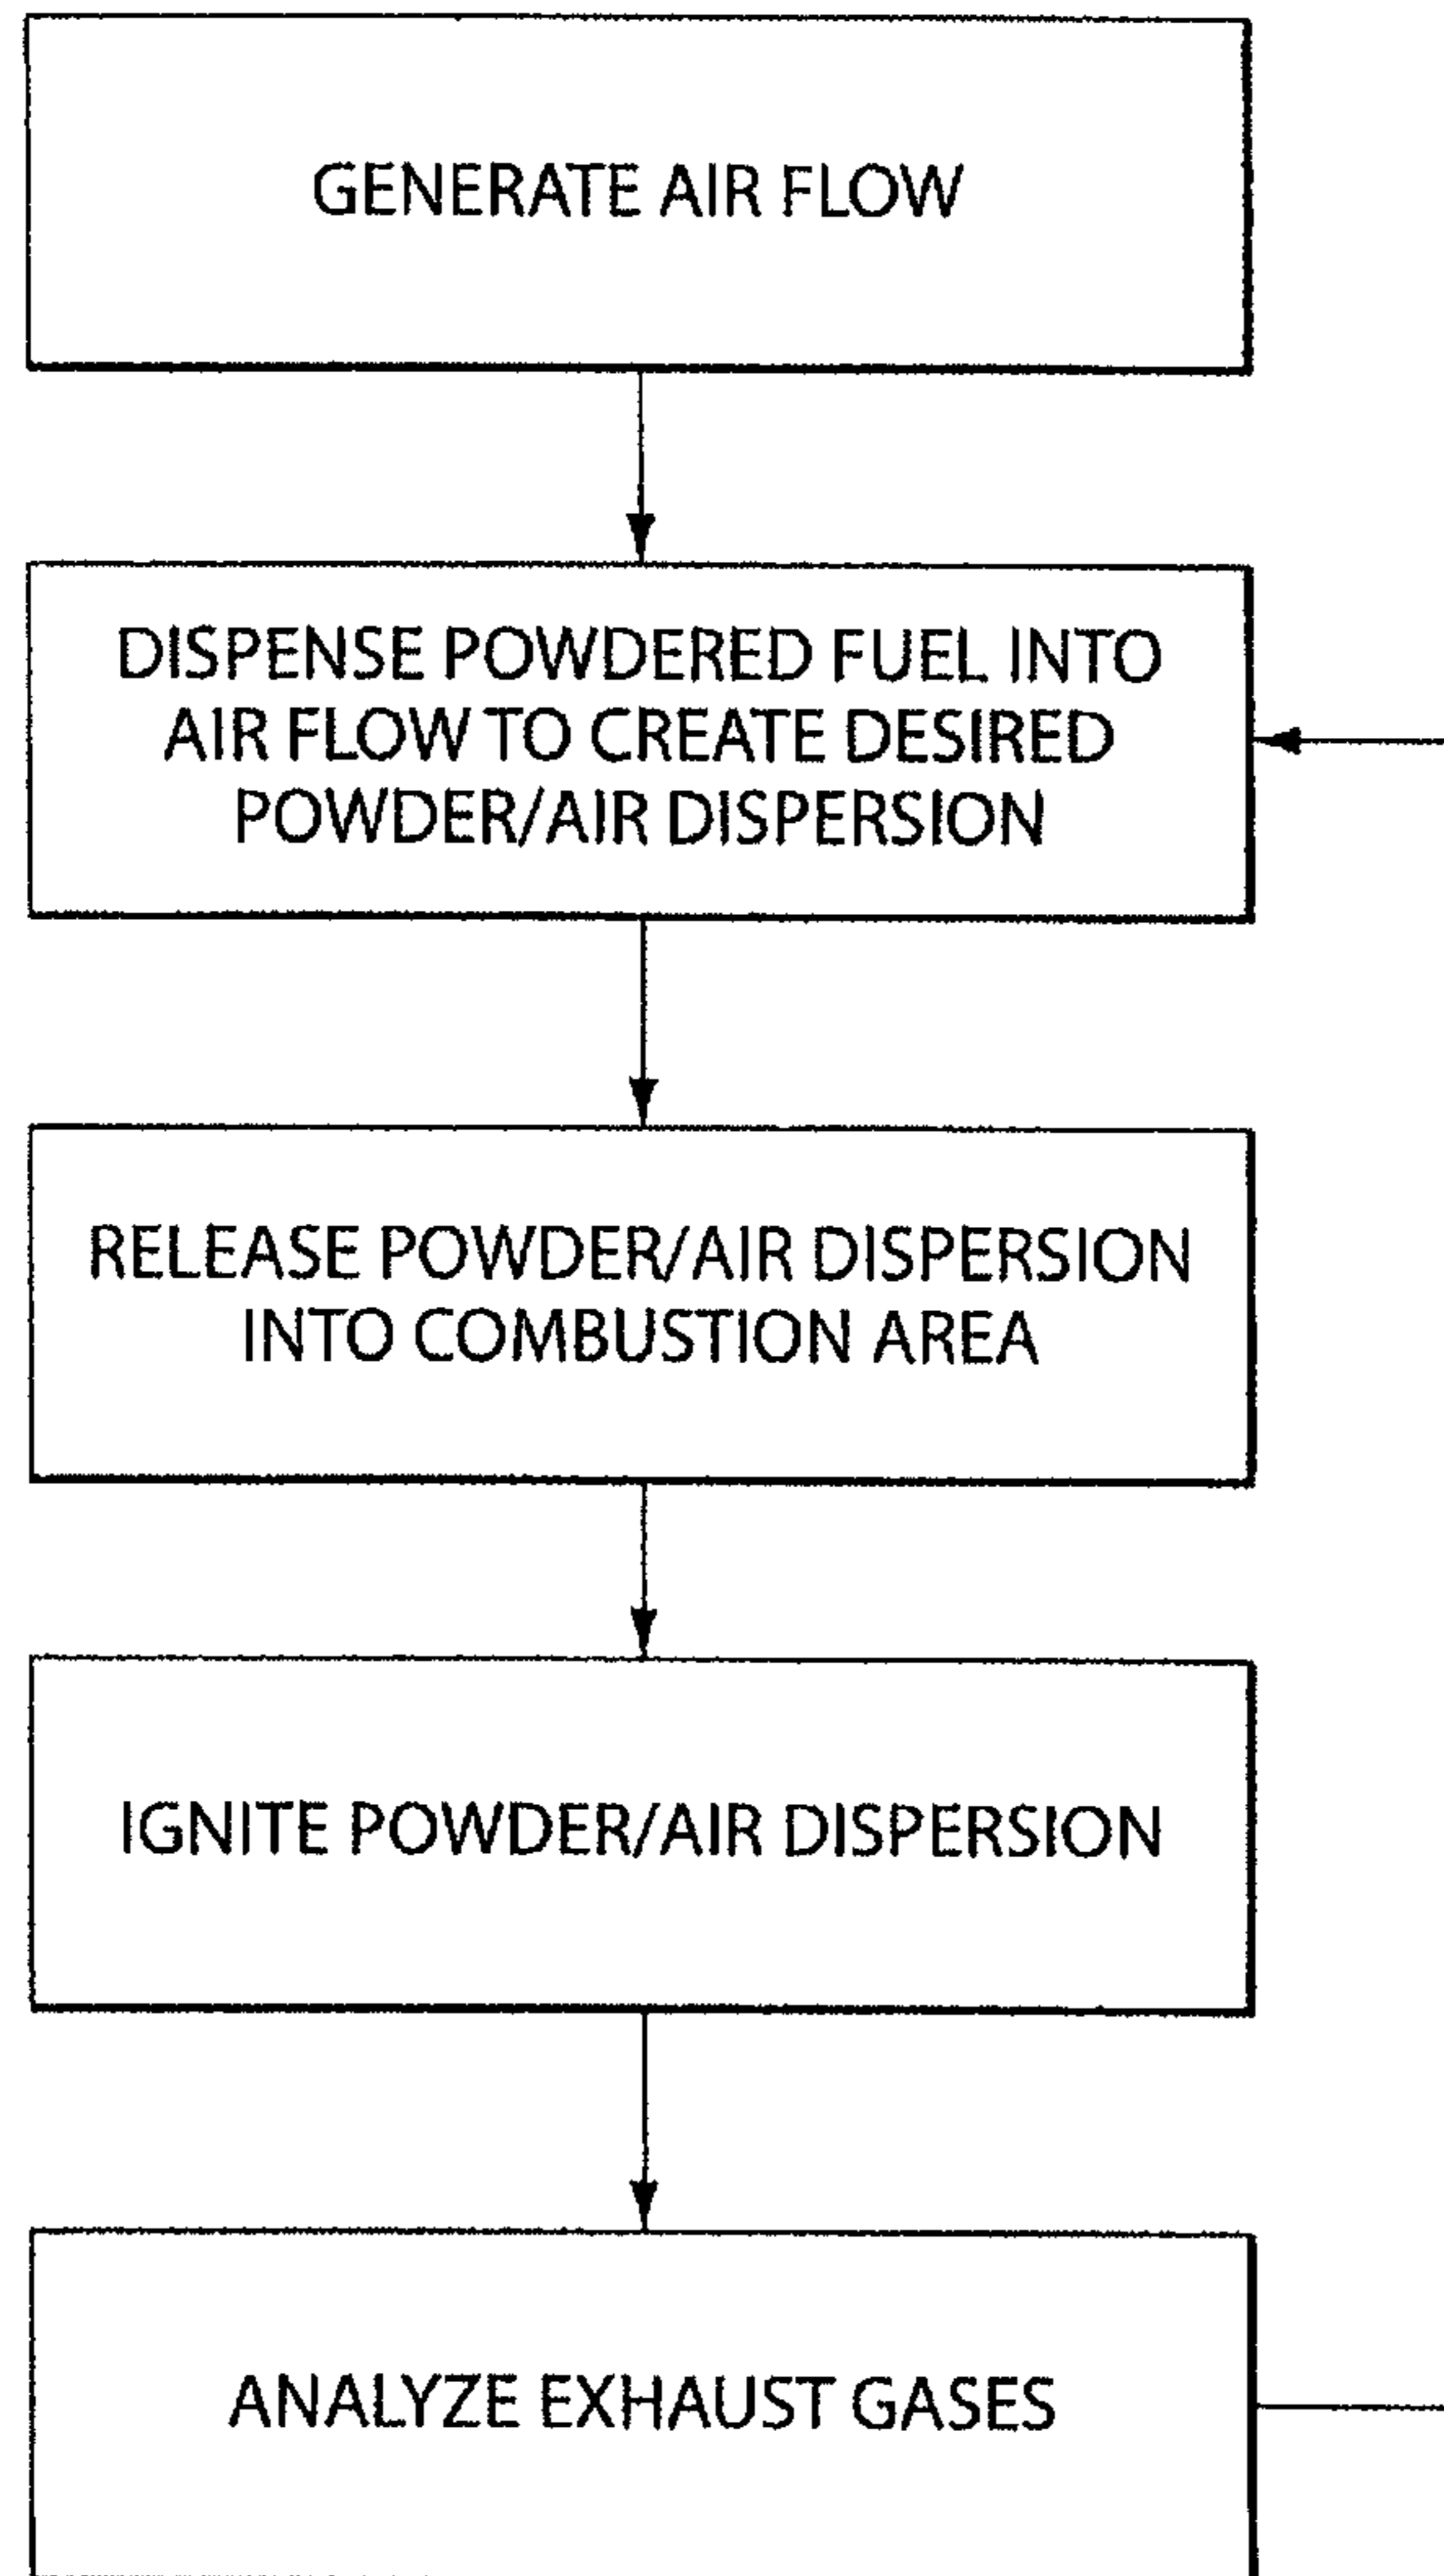 GENERATE AIR FLOW
DISPENSE POWDERED FUEL INTO
AIR FLOW TO CREATE DESIRED
POWDER/AIR DISPERSION
RELEASE POWDER/AIR DISPERSION
INTO COMBUSTION AREA
IGNITE POWDER/AIR DISPERSION
ANALYZE EXHAUST GASES